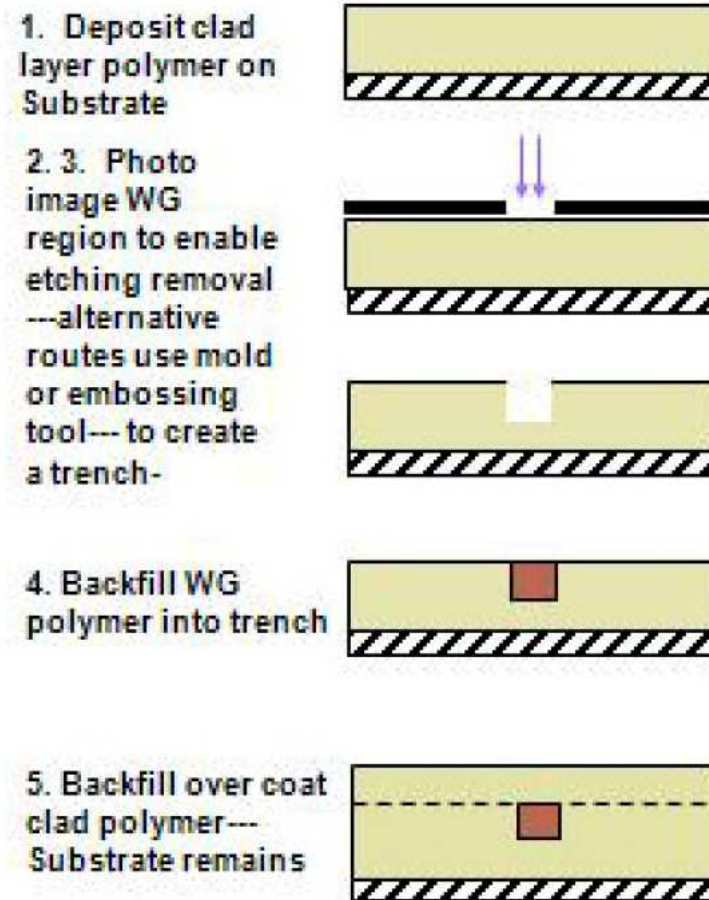 1. Deposit clad
layer polymer on
Substrate
2. 3. Photo
image WG
region to enable
etching removal
---alternative
routes use mold
or embossing
tool--- to create
a trench-
4. Backfill WG
polymer into trench
5. Backfill over coat
clad polymer---
Substrate remains